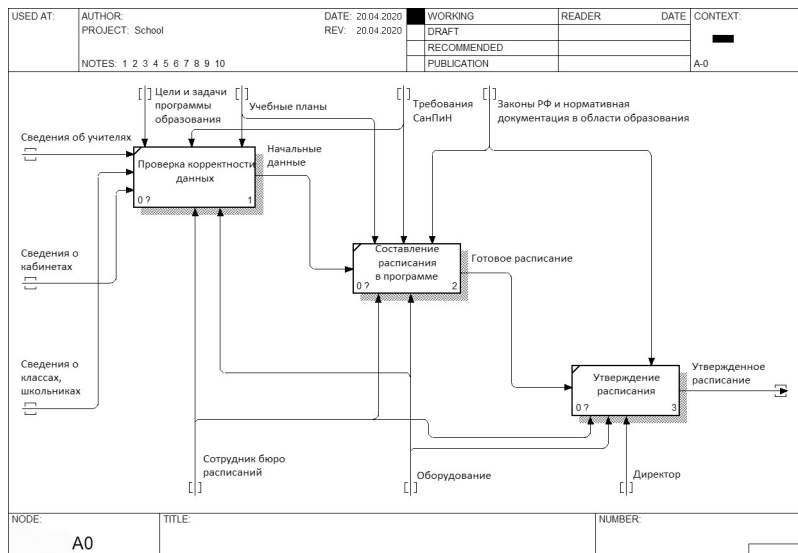 USED AT:
AUTHOR:
DATE: 20.04.2020
WORKING
READER
DATE
CONTEXT:
PROJECT: School
REV: 20.04.2020
DRAFT
RECOMMENDED
NOTES: 1 2 3 4 5 6 7 8 9 10
PUBLICATION
A-0
Цели и задачи
программы
образования
Учебные планы
Требования
СанПиН
Законы РФ и нормативная
документация в области образования
Сведения об учителях
Проверка корректности
данных
0 ?
1
Начальные
данные
Сведения о
кабинетах
Составление
расписания
в программе
0 ?
2
Готовое расписание
Сведения о
классах,
школьниках
Утверждение
расписания
0 ?
3
Утвержденное
расписание
Сотрудник бюро
расписаний
Оборудование
Директор
NODE:
TITLE:
NUMBER:
A0